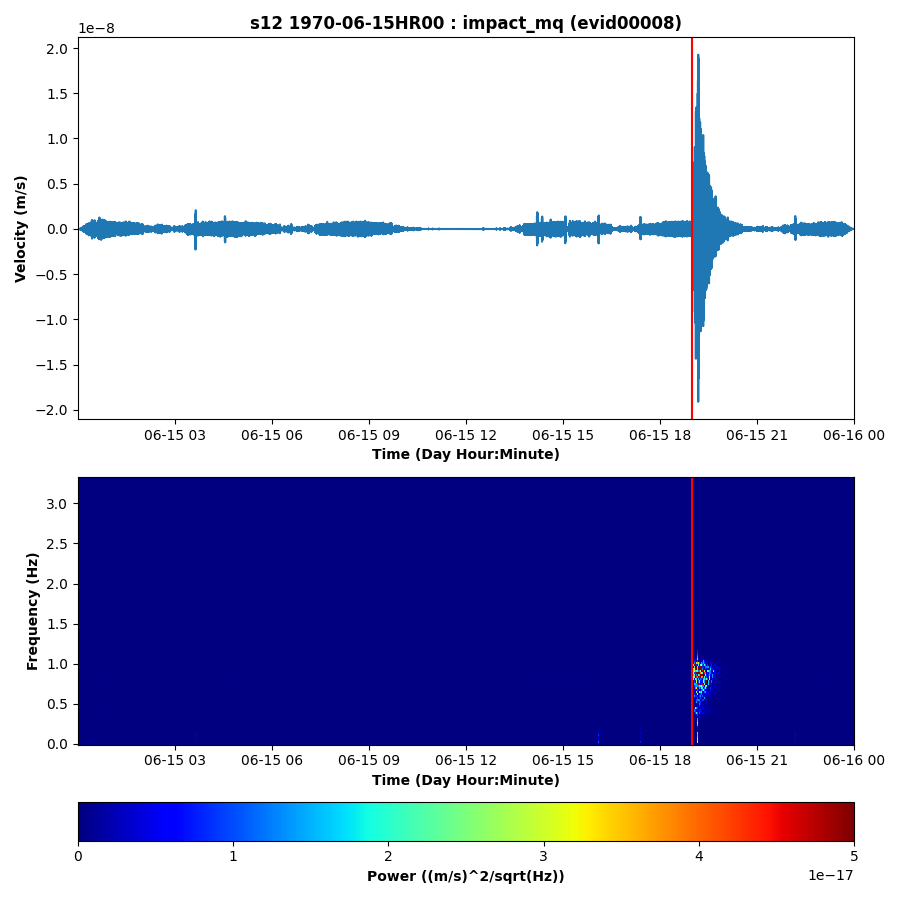 s12 1970-06-15HR00 : impact_mq (evid00008)
1e−8
2.0
1.5
1.0
0.5
0.0
−0.5
−1.0
−1.5
−2.0
Velocity (m/s)
06-15 03 06-15 06 06-15 09 06-15 12 06-15 15 06-15 18 06-15 21 06-16 00
Time (Day Hour:Minute)
3.0
2.5
2.0
1.5
1.0
0.5
0.0
Frequency (Hz)
06-15 03 06-15 06 06-15 09 06-15 12 06-15 15 06-15 18 06-15 21 06-16 00
Time (Day Hour:Minute)
0 1 2 3 4 5
Power ((m/s)^2/sqrt(Hz))
1e−17